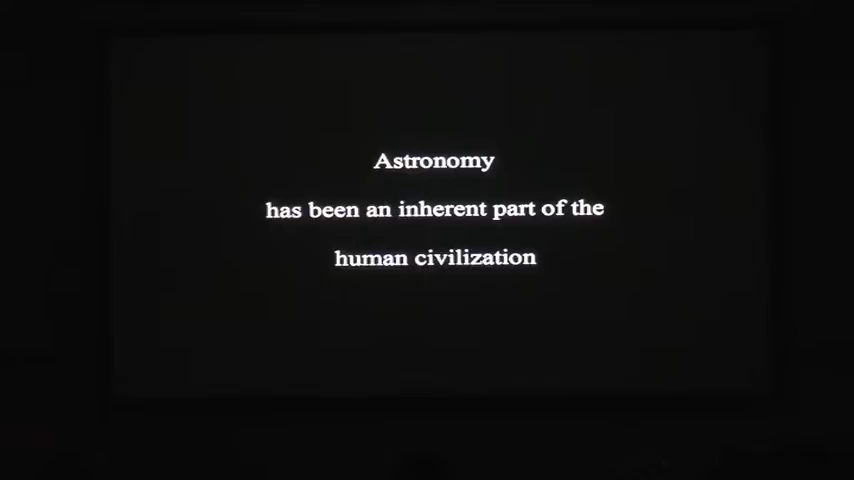 Astronomy
has been an inherent part of the
human civilization